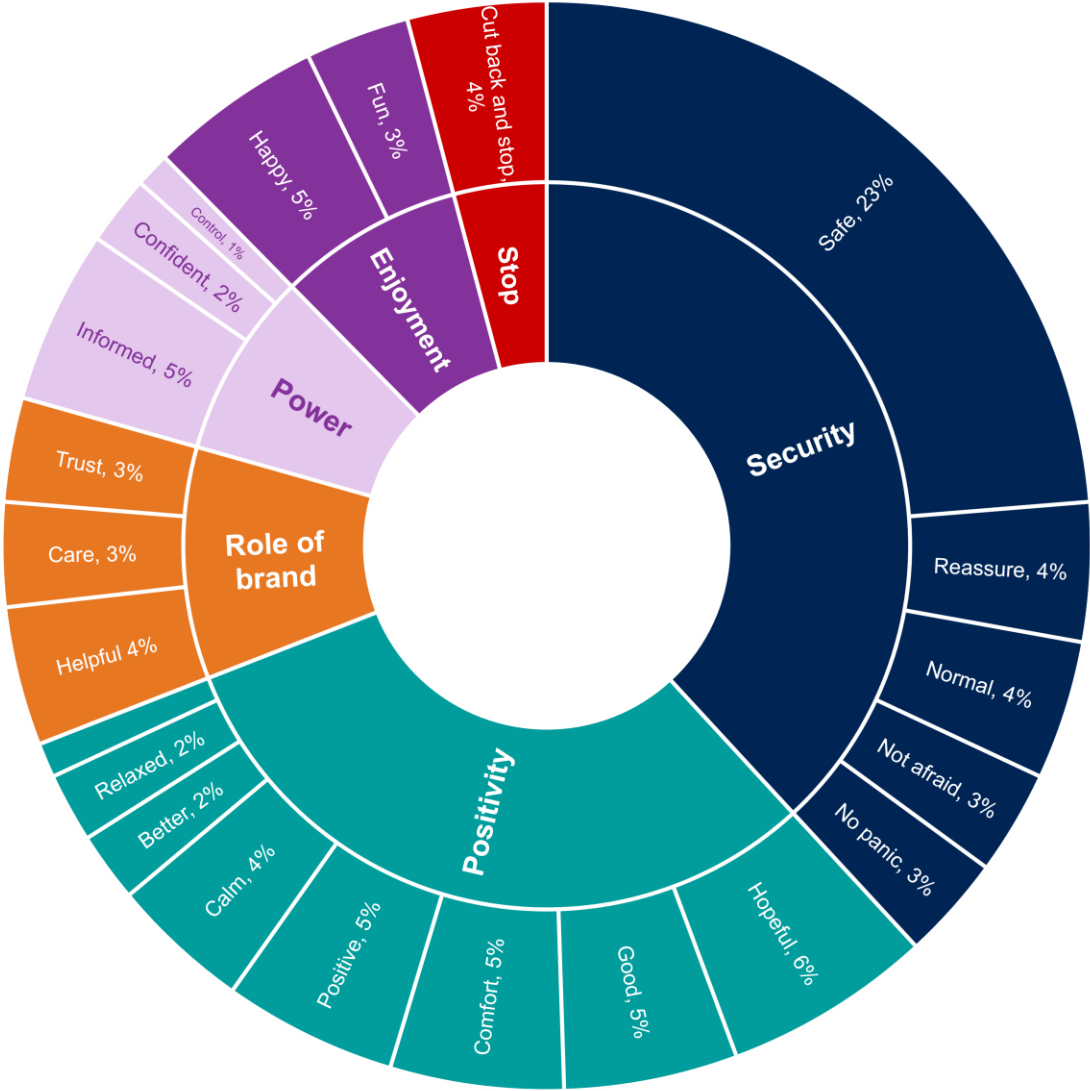 Security
Safe, 23%
Reassure, 4%
Normal, 4%
Not afraid, 3%
No panic, 3%
Positivity
Hopeful, 6%
Good, 5%
Comfort, 5%
Positive, 5%
Calm, 4%
Better, 2%
Relaxed, 2%
Role of
brand
Helpful 4%
Care, 3%
Trust, 3%
Power
Informed, 5%
Confident, 2%
Control, 1%
Enjoyment
Happy, 5%
Fun, 3%
Stop
Cut back and stop,
4%